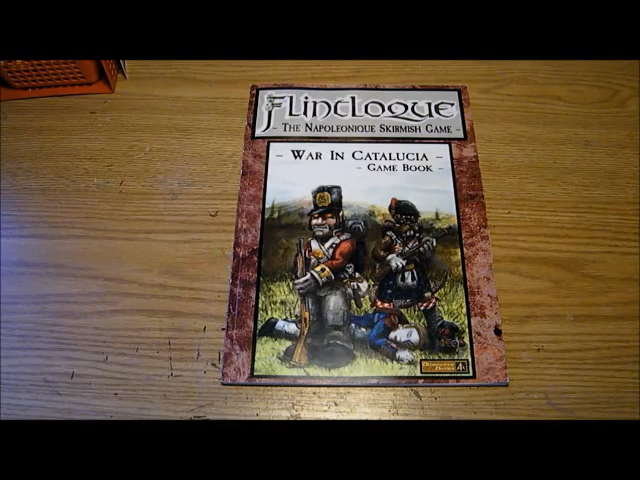 Flintloque
- The Napoleonique Skirmish Game -
- War In Catalucia -
- Game Book -